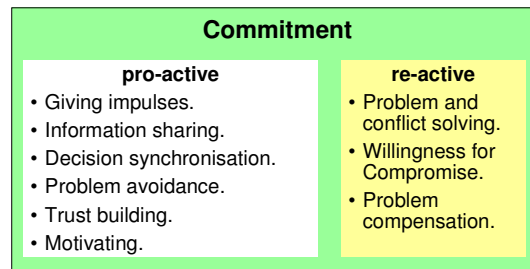 Commitment
pro-active
• Giving impulses.
• Information sharing.
• Decision synchronisation.
• Problem avoidance.
• Trust building.
• Motivating.
re-active
• Problem and
conflict solving.
• Willingness for
Compromise.
• Problem
compensation.